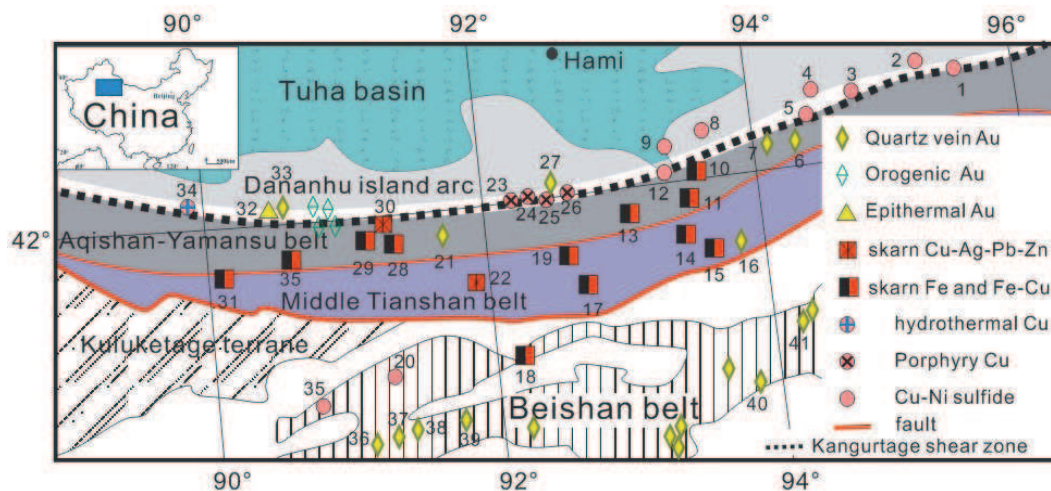 90°
92°
94°
96°
China
Beijing
Hami
Tuha basin
2
4
3
1
5
8
9
7
6
Quartz vein Au
Orogenic Au
Epithermal Au
skarn Cu-Ag-Pb-Zn
skarn Fe and Fe-Cu
hydrothermal Cu
Porphyry Cu
Cu-Ni sulfide
fault
Kangurtage shear zone
10
12
11
27
33
34
Dananhu island arc
23
24
25
26
32
30
42°
Aqishan-Yamansu belt
29
28
21
13
14
15
16
19
35
31
22
17
Middle Tianshan belt
Kuluketage terrane
20
18
41
35
Beishan belt
40
36
37
38
39
90°
92°
94°